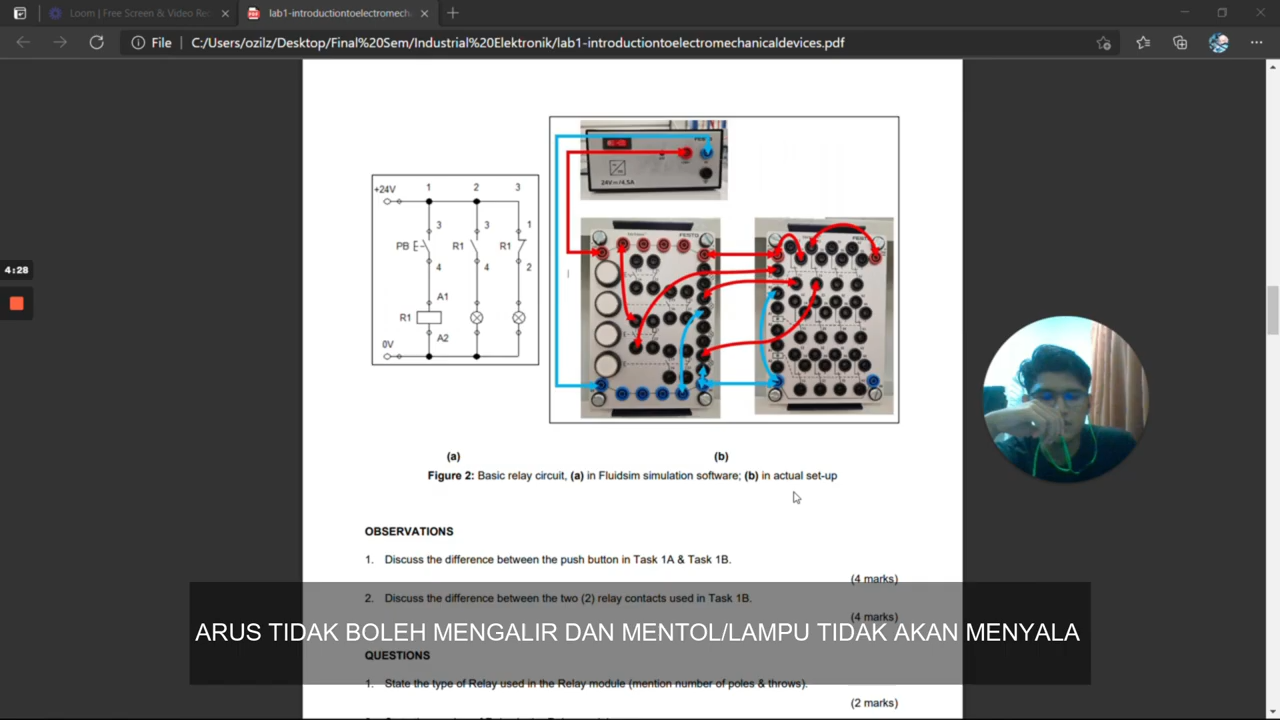 Loom | Free Screen & Video Rec
lab1-introductiontoelectromech
File
C:/Users/ozilz/Desktop/Final%20Sem/Industrial%20Elektronik/lab1-introductiontoelectromechanicaldevices.pdf
4:28
+24V 1 2 3
3 3 1
PB R1 R1
4 4 2
A1
R1
A2
0V
FESTO
24V⎓/4,5A
FESTO
(a) (b)
Figure 2: Basic relay circuit, (a) in Fluidsim simulation software; (b) in actual set-up
OBSERVATIONS
1. Discuss the difference between the push button in Task 1A & Task 1B.
(4 marks)
2. Discuss the difference between the two (2) relay contacts used in Task 1B.
(4 marks)
ARUS TIDAK BOLEH MENGALIR DAN MENTOL/LAMPU TIDAK AKAN MENYALA
QUESTIONS
1. State the type of Relay used in the Relay module (mention number of poles & throws).
(2 marks)